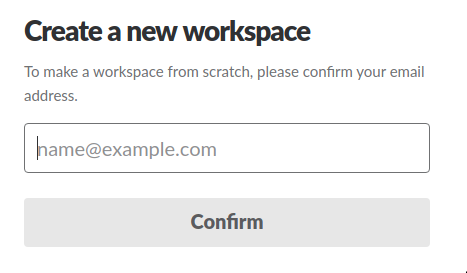 Create a new workspace
To make a workspace from scratch, please confirm your email
address.
name@example.com
Confirm